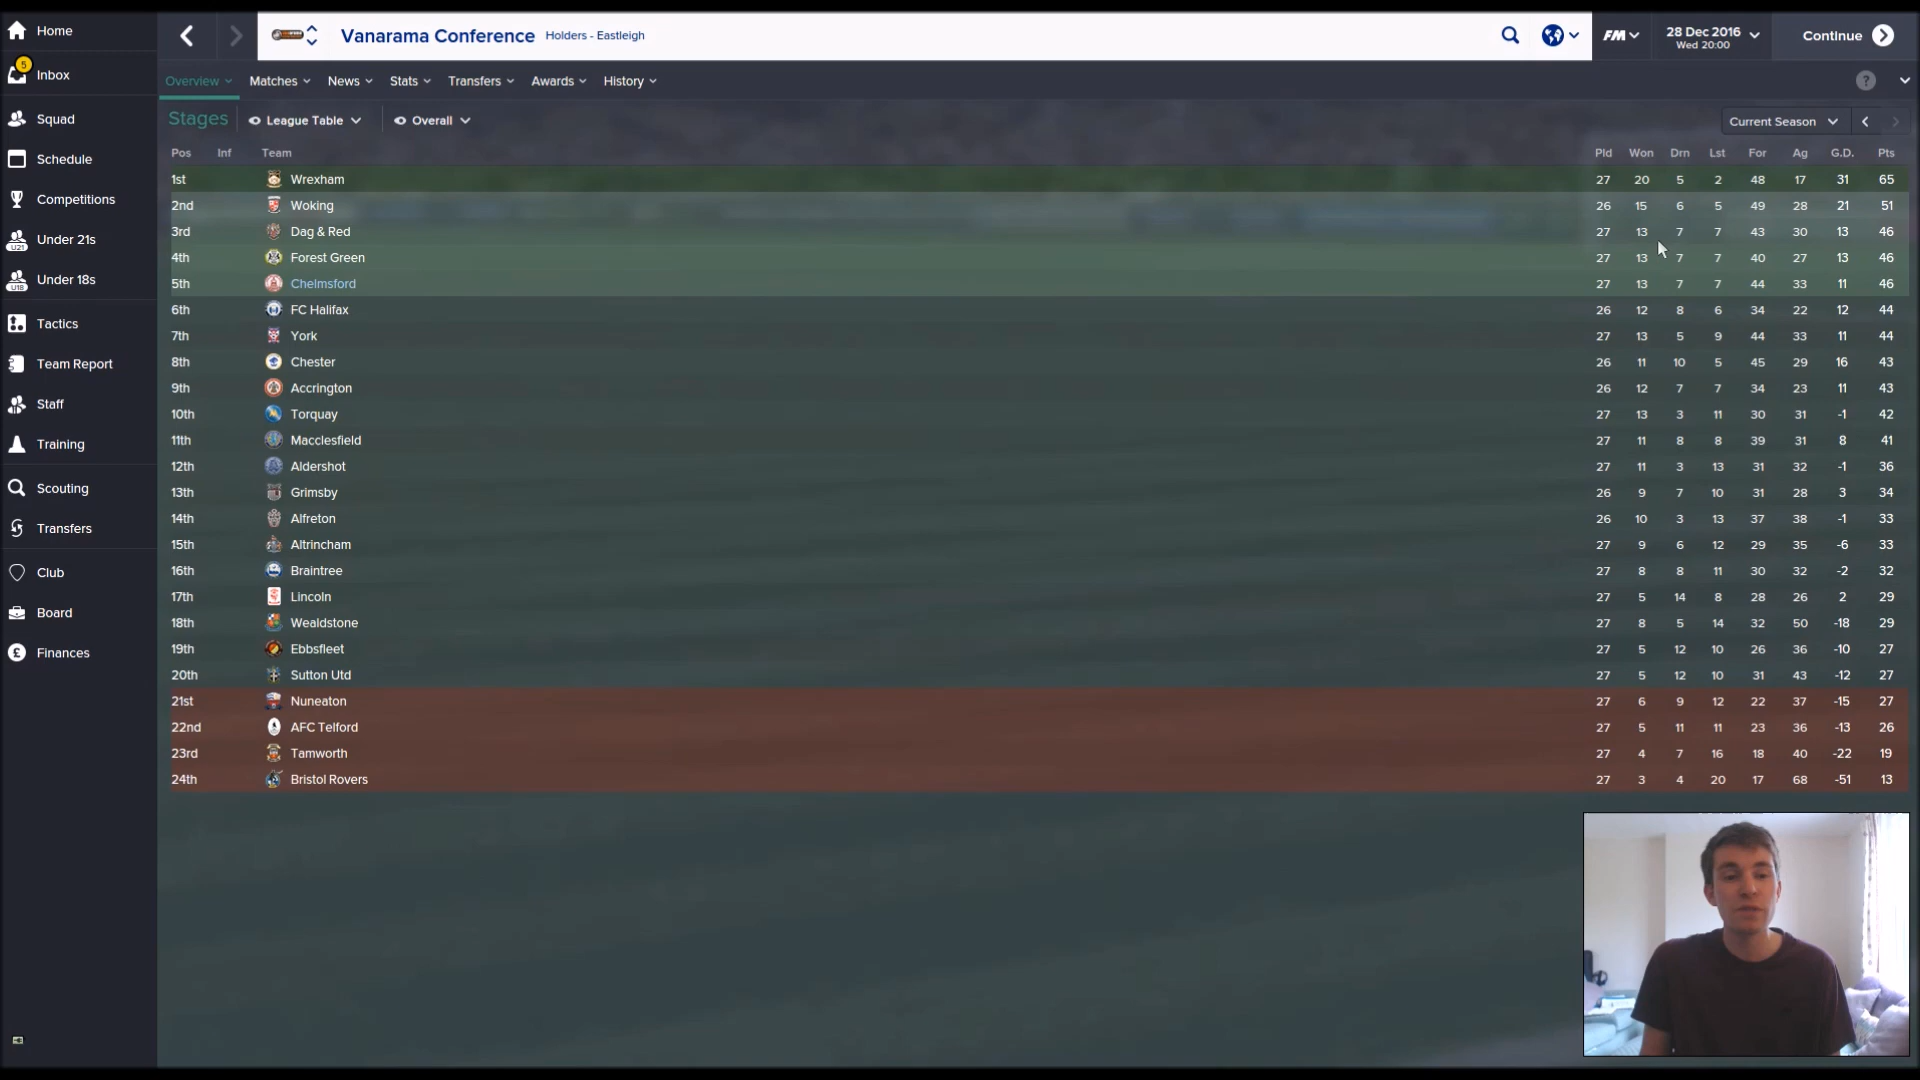 Home
5
Inbox
Squad
Schedule
Competitions
U21
Under 21s
U18
Under 18s
Tactics
Team Report
Staff
Training
Scouting
Transfers
Club
Board
£
Finances
Vanarama Conference Holders - Eastleigh
FM
28 Dec 2016
Wed 20:00
Continue
Overview Matches News Stats Transfers Awards History
?
Stages League Table Overall Current Season
Pos Inf Team Pld Won Drn Lst For Ag G.D. Pts
1st Wrexham 27 20 5 2 48 17 31 65
2nd Woking 26 15 6 5 49 28 21 51
3rd Dag & Red 27 13 7 7 43 30 13 46
4th Forest Green 27 13 7 7 40 27 13 46
5th Chelmsford 27 13 7 7 44 33 11 46
6th FC Halifax 26 12 8 6 34 22 12 44
7th York 27 13 5 9 44 33 11 44
8th Chester 26 11 10 5 45 29 16 43
9th Accrington 26 12 7 7 34 23 11 43
10th Torquay 27 13 3 11 30 31 -1 42
11th Macclesfield 27 11 8 8 39 31 8 41
12th Aldershot 27 11 3 13 31 32 -1 36
13th Grimsby 26 9 7 10 31 28 3 34
14th Alfreton 26 10 3 13 37 38 -1 33
15th Altrincham 27 9 6 12 29 35 -6 33
16th Braintree 27 8 8 11 30 32 -2 32
17th Lincoln 27 5 14 8 28 26 2 29
18th Wealdstone 27 8 5 14 32 50 -18 29
19th Ebbsfleet 27 5 12 10 26 36 -10 27
20th Sutton Utd 27 5 12 10 31 43 -12 27
21st Nuneaton 27 6 9 12 22 37 -15 27
22nd AFC Telford 27 5 11 11 23 36 -13 26
23rd Tamworth 27 4 7 16 18 40 -22 19
24th Bristol Rovers 27 3 4 20 17 68 -51 13